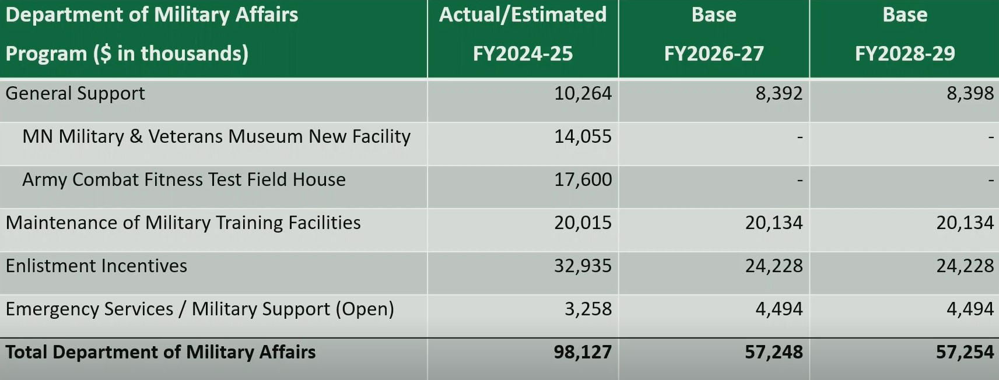 Department of Military Affairs Program ($ in thousands) Actual/Estimated FY2024-25 Base FY2026-27 Base FY2028-29
General Support 10,264 8,392 8,398
MN Military & Veterans Museum New Facility 14,055 - -
Army Combat Fitness Test Field House 17,600 - -
Maintenance of Military Training Facilities 20,015 20,134 20,134
Enlistment Incentives 32,935 24,228 24,228
Emergency Services / Military Support (Open) 3,258 4,494 4,494
Total Department of Military Affairs 98,127 57,248 57,254